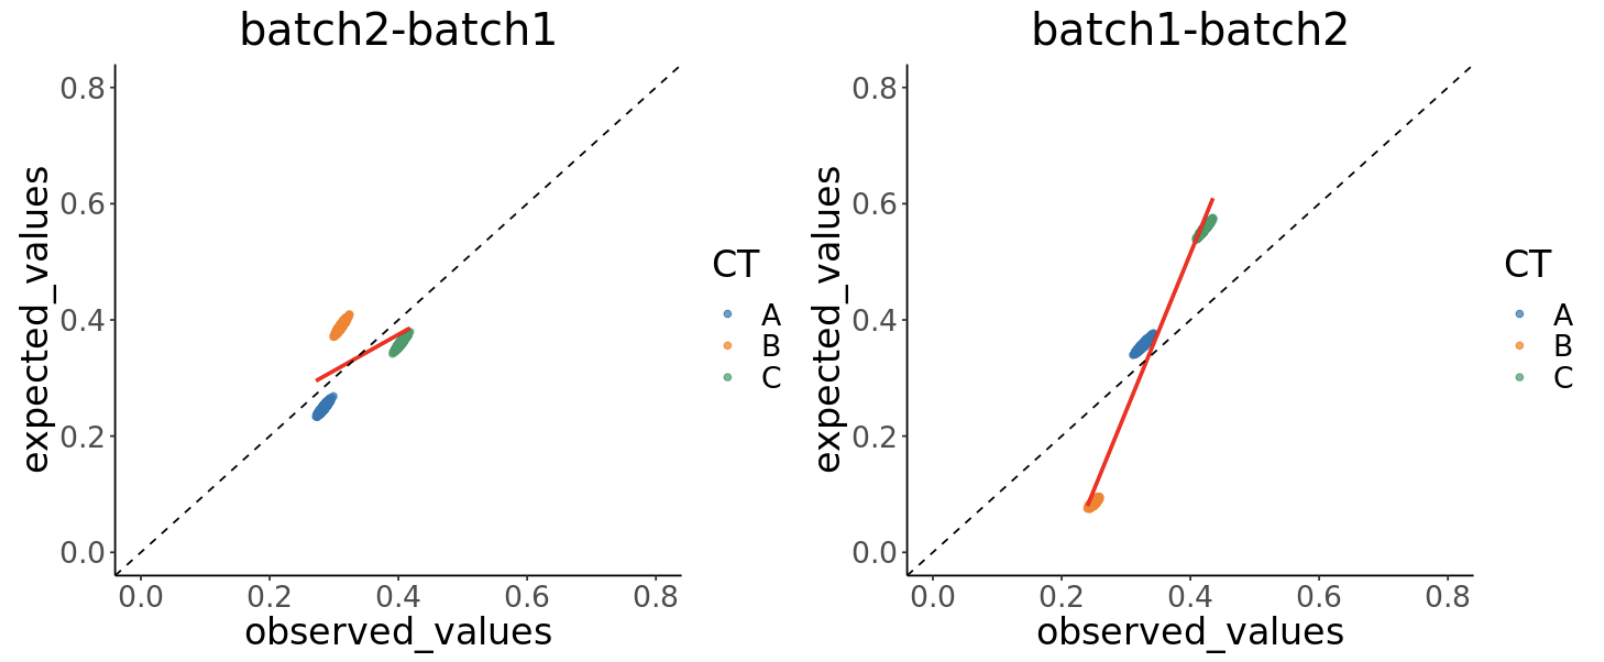 batch2-batch1
expected_values
0.8
0.6
0.4
0.2
0.0
0.0 0.2 0.4 0.6 0.8
observed_values
CT
A
B
C
batch1-batch2
expected_values
0.8
0.6
0.4
0.2
0.0
0.0 0.2 0.4 0.6 0.8
observed_values
CT
A
B
C